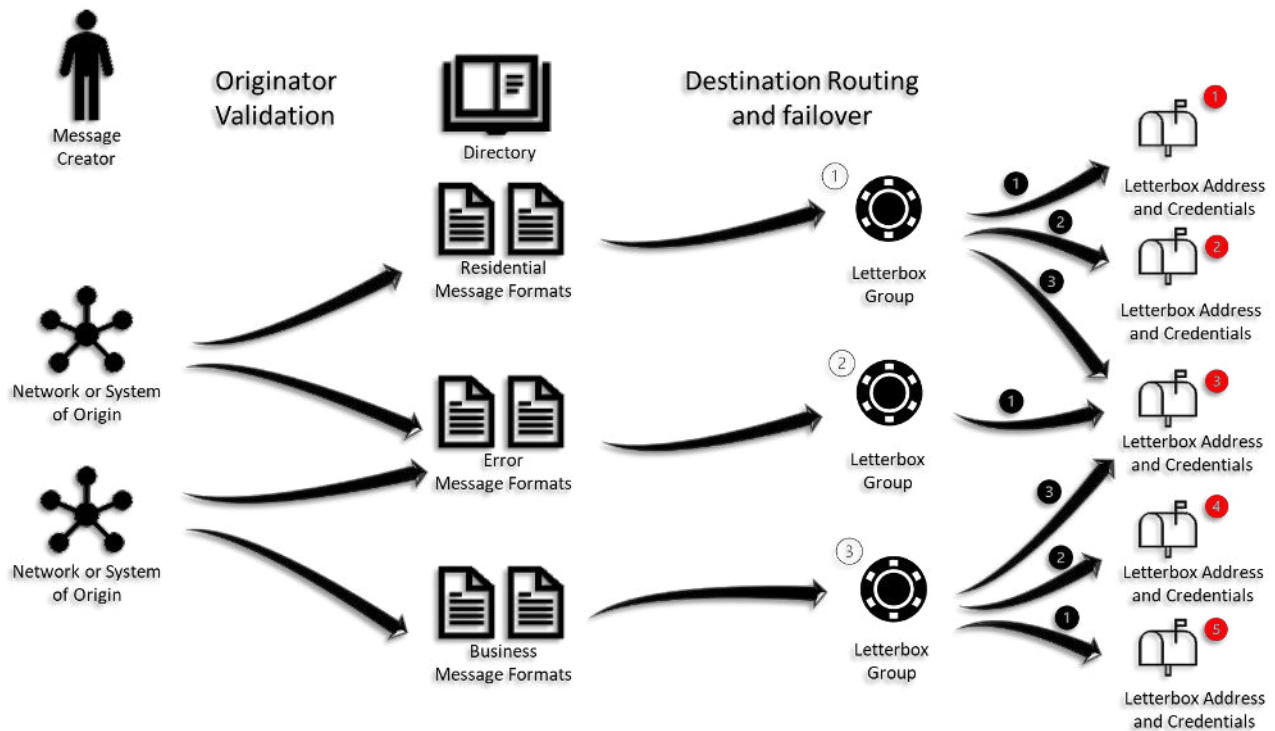 Message
Creator
Originator
Validation
Directory
Destination Routing
and failover
1
Letterbox Address
and Credentials
Residential
Message Formats
1
Letterbox
Group
1
2
3
2
Letterbox Address
and Credentials
Network or System
of Origin
Error
Message Formats
2
Letterbox
Group
1
3
Letterbox Address
and Credentials
Network or System
of Origin
Business
Message Formats
3
Letterbox
Group
3
2
1
4
Letterbox Address
and Credentials
5
Letterbox Address
and Credentials